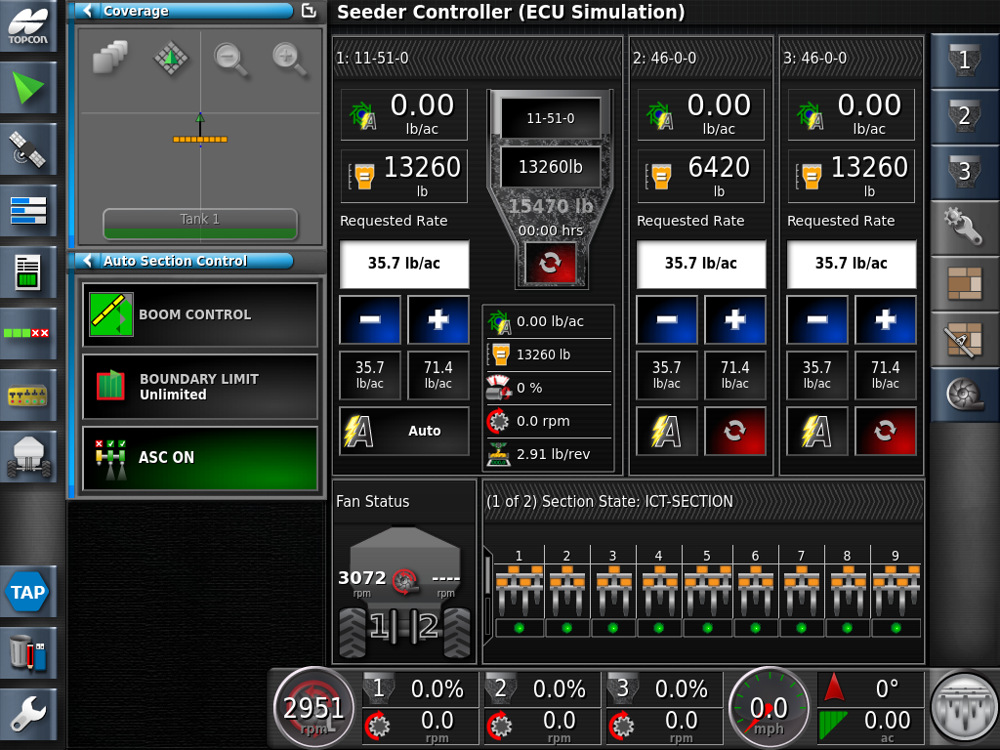 TOPCON
Coverage
Tank 1
Auto Section Control
BOOM CONTROL
BOUNDARY LIMIT
Unlimited
ASC ON
TAP
Seeder Controller (ECU Simulation)
1: 11-51-0
0.00
lb/ac
13260
lb
Requested Rate
35.7 lb/ac
35.7
lb/ac
71.4
lb/ac
A
Auto
11-51-0
13260lb
15470 lb
00:00 hrs
0.00 lb/ac
13260 lb
0 %
0.0 rpm
2.91 lb/rev
2: 46-0-0
0.00
lb/ac
6420
lb
Requested Rate
35.7 lb/ac
35.7
lb/ac
71.4
lb/ac
A
3: 46-0-0
0.00
lb/ac
13260
lb
Requested Rate
35.7 lb/ac
35.7
lb/ac
71.4
lb/ac
A
1
2
3
Fan Status
3072 ----
rpm rpm
1 2
(1 of 2) Section State: ICT-SECTION
1 2 3 4 5 6 7 8 9
2951
rpm
1 0.0%
0.0
rpm
2 0.0%
0.0
rpm
3 0.0%
0.0
rpm
0.0
mph
0°
0.00
ac